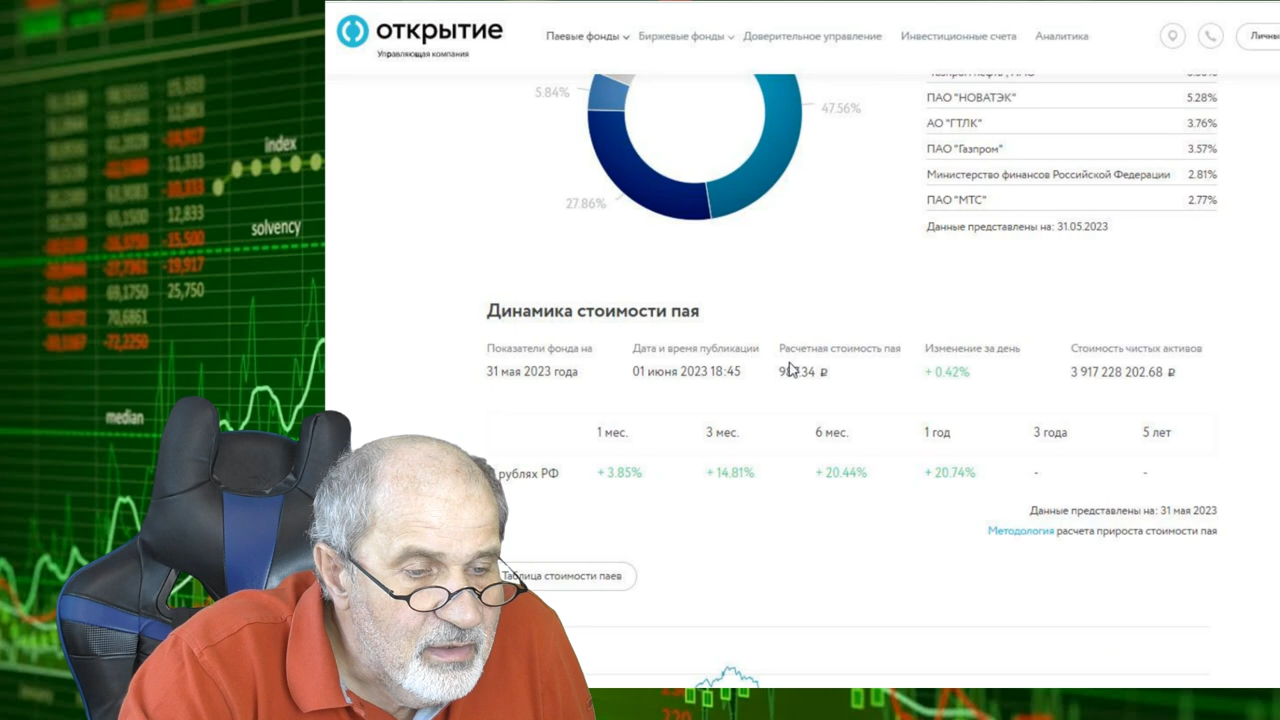 открытие
Управляющая компания
Паевые фонды Биржевые фонды Доверительное управление Инвестиционные счета Аналитика
5.84%
47.56%
27.86%
ПАО "НОВАТЭК" 5.28%
АО "ГТЛК" 3.76%
ПАО "Газпром" 3.57%
Министерство финансов Российской Федерации 2.81%
ПАО "МТС" 2.77%
Данные представлены на: 31.05.2023
Динамика стоимости пая
Показатели фонда на Дата и время публикации Расчетная стоимость пая Изменение за день Стоимость чистых активов
31 мая 2023 года 01 июня 2023 18:45 ₽ + 0.42% 3 917 228 202.68 ₽
1 мес. 3 мес. 6 мес. 1 год 3 года 5 лет
рублях РФ + 3.85% + 14.81% + 20.44% + 20.74% - -
Данные представлены на: 31 мая 2023
Методология расчета прироста стоимости пая
Таблица стоимости паев
index
solvency
median
11,333
12,833
25,750